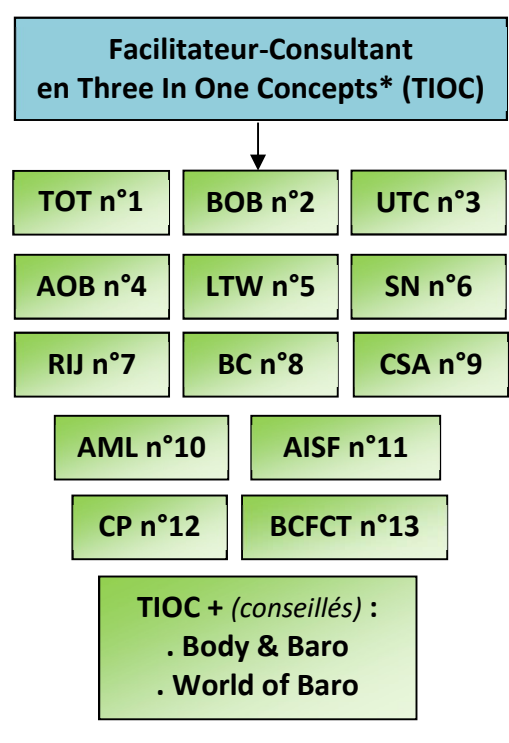 Facilitateur-Consultant
en Three In One Concepts* (TIOC)
TOT n°1
BOB n°2
UTC n°3
AOB n°4
LTW n°5
SN n°6
RIJ n°7
BC n°8
CSA n°9
AML n°10
AISF n°11
CP n°12
BCFCT n°13
TIOC + (conseillés) :
. Body & Baro
. World of Baro